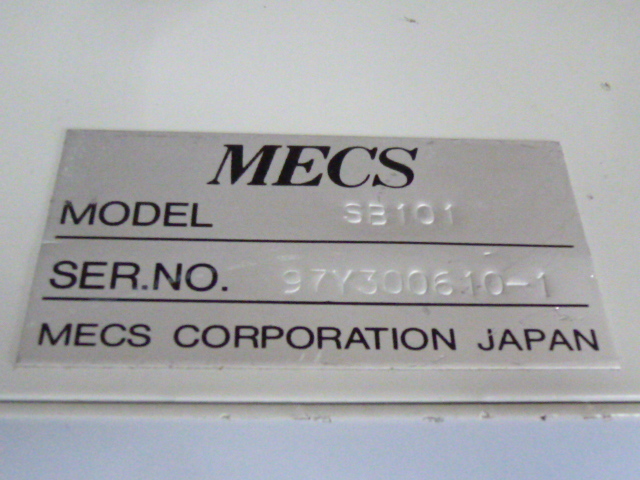 MECS
MODEL SB101
SER.NO. 97Y300610-1
MECS CORPORATION JAPAN